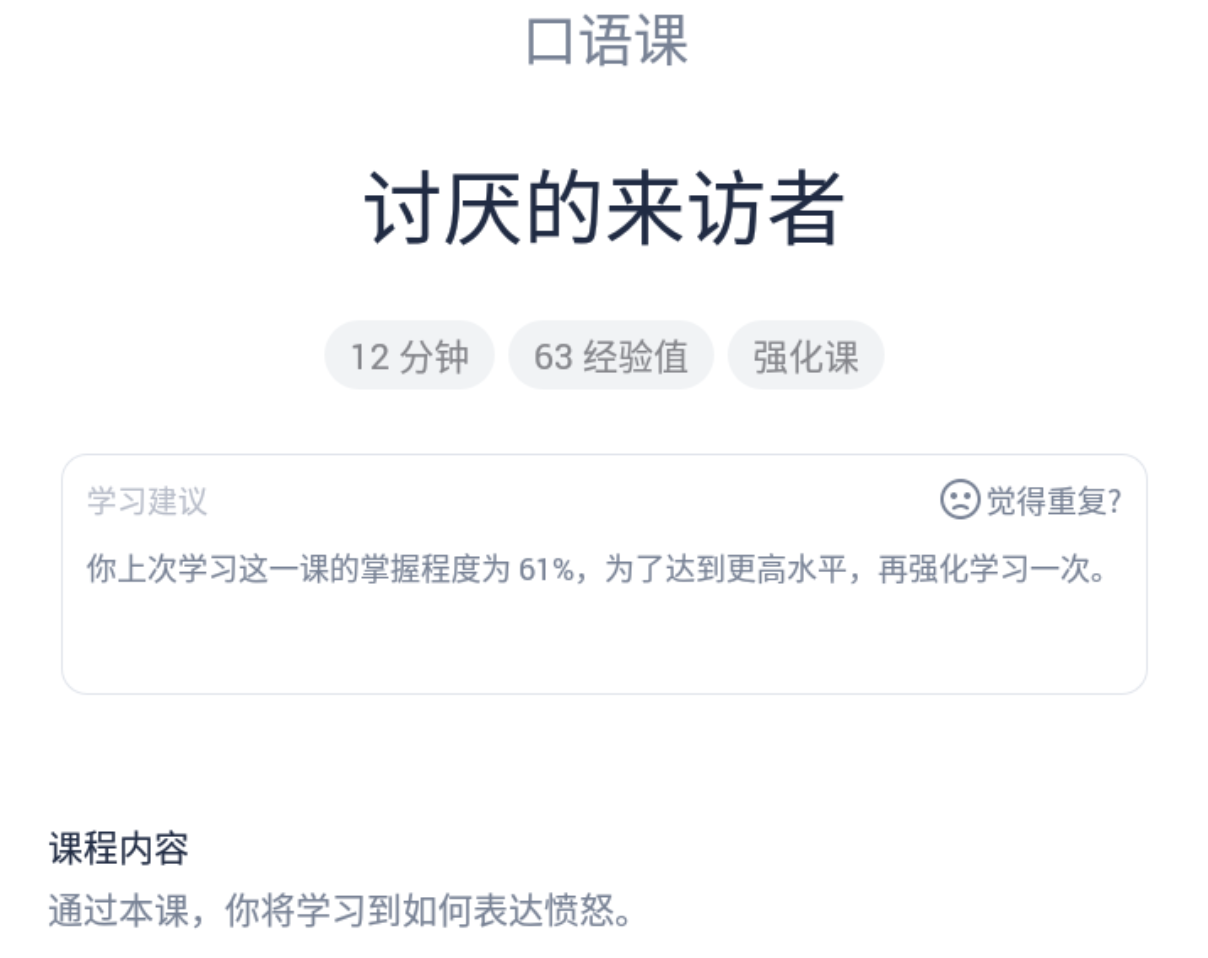 口语课
讨厌的来访者
12 分钟 63 经验值 强化课
学习建议 觉得重复?
你上次学习这一课的掌握程度为 61%，为了达到更高水平，再强化学习一次。
课程内容
通过本课，你将学习到如何表达愤怒。